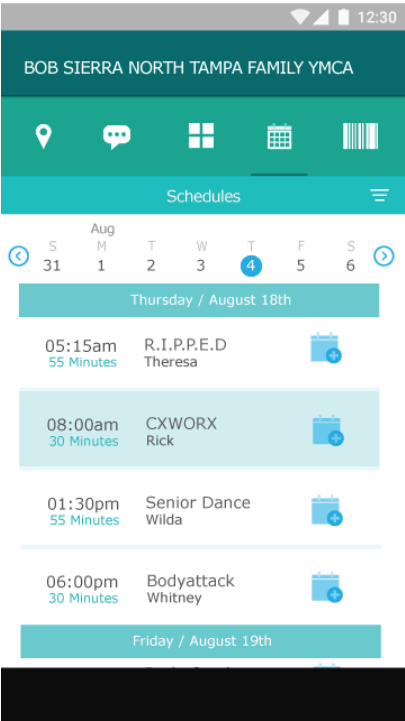 12:30
BOB SIERRA NORTH TAMPA FAMILY YMCA
Schedules
Aug
S M T W T F S
31 1 2 3 4 5 6
Thursday / August 18th
05:15am R.I.P.P.E.D
55 Minutes Theresa
08:00am CXWORX
30 Minutes Rick
01:30pm Senior Dance
55 Minutes Wilda
06:00pm Bodyattack
30 Minutes Whitney
Friday / August 19th